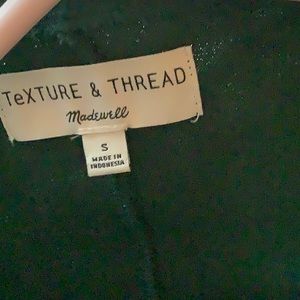 TeXTURE & THREAD
Madewell
S
MADE IN
INDONESIA